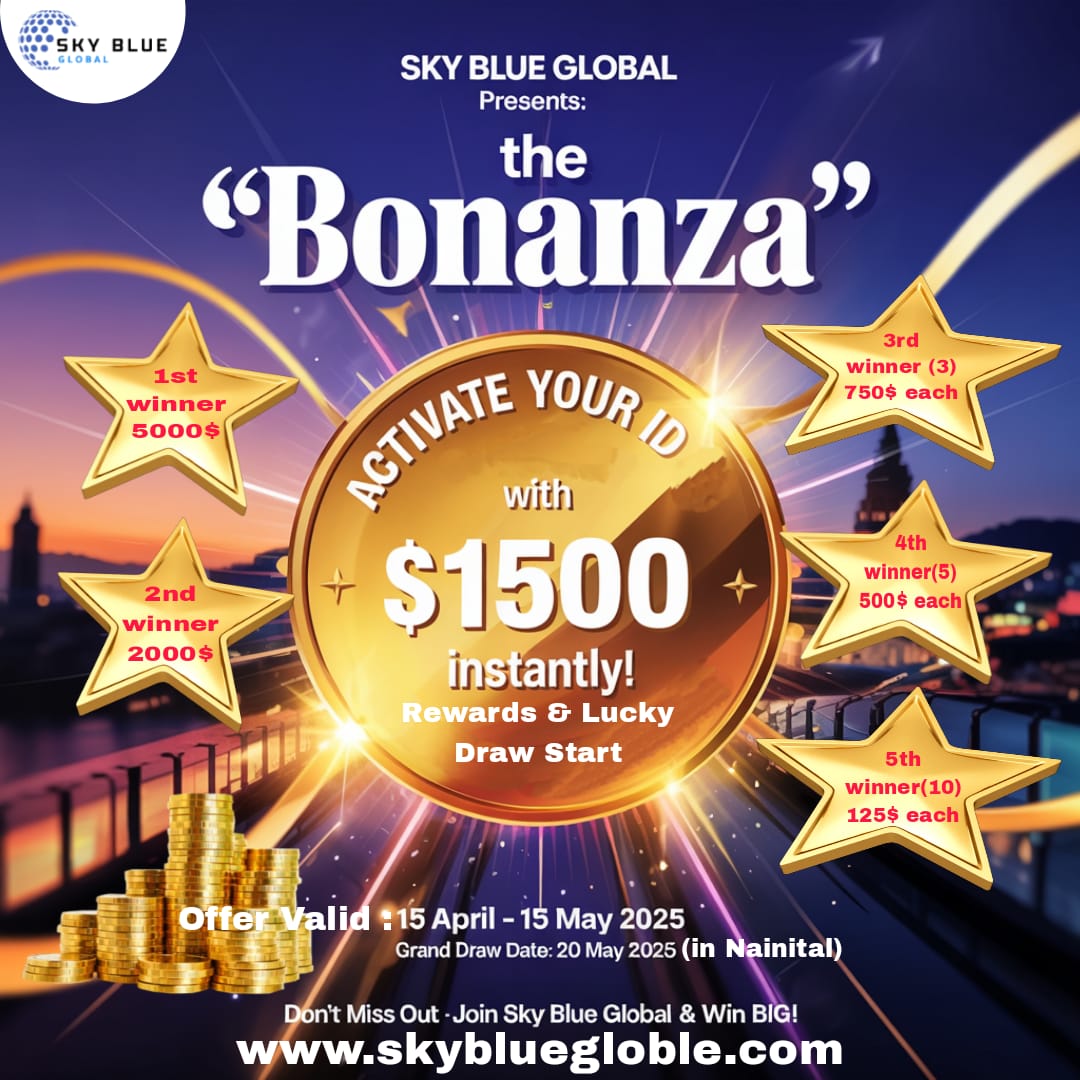 SKY BLUE
GLOBAL
SKY BLUE GLOBAL
Presents:
the
“Bonanza”
1st
winner
5000$
2nd
winner
2000$
ACTIVATE YOUR ID
with
$1500
instantly!
Rewards & Lucky
Draw Start
3rd
winner (3)
750$ each
4th
winner(5)
500$ each
5th
winner(10)
125$ each
Offer Valid : 15 April - 15 May 2025
Grand Draw Date: 20 May 2025 (in Nainital)
Don't Miss Out - Join Sky Blue Global & Win BIG!
www.skybluegloble.com